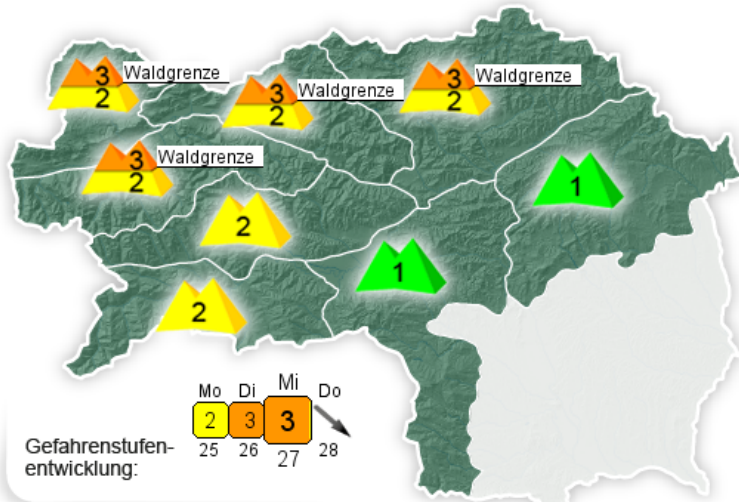 3 Waldgrenze
2
3 Waldgrenze
2
3 Waldgrenze
2
3 Waldgrenze
2
1
2
1
2
Mo Di Mi Do
2 3 3
25 26 27 28
Gefahrenstufen-
entwicklung: